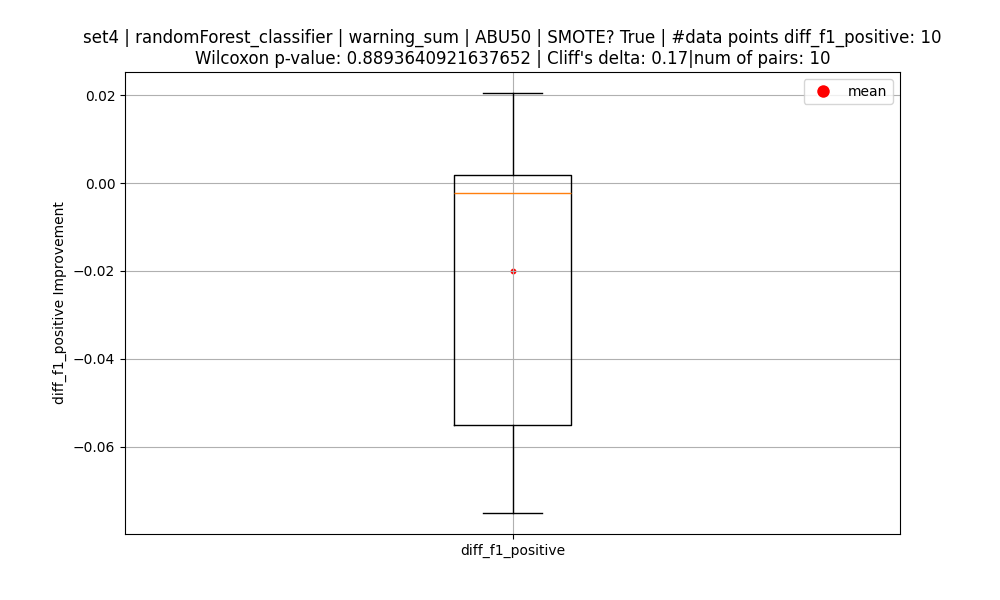 set4 | randomForest_classifier | warning_sum | ABU50 | SMOTE? True | #data points diff_f1_positive: 10
Wilcoxon p-value: 0.8893640921637652 | Cliff's delta: 0.17|num of pairs: 10
mean
0.02
0.00
−0.02
−0.04
−0.06
diff_f1_positive Improvement
diff_f1_positive